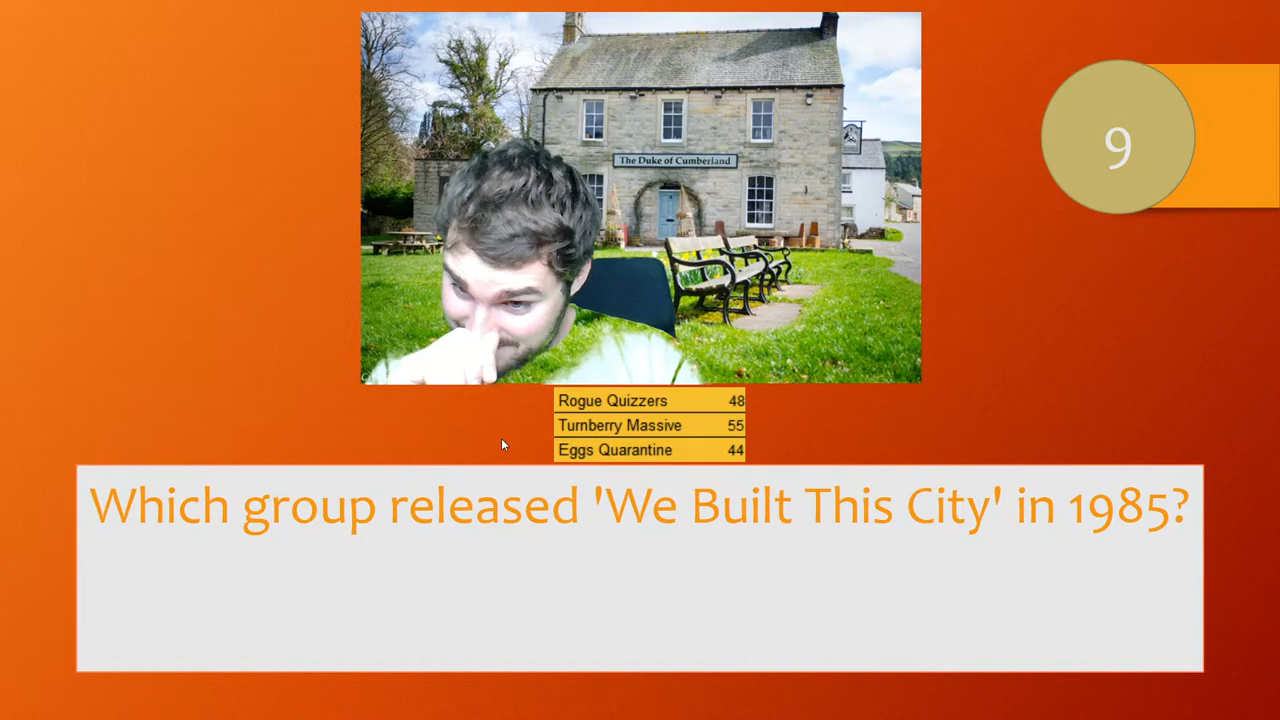 The Duke of Cumberland
9
Rogue Quizzers 48
Turnberry Massive 55
Eggs Quarantine 44
Which group released 'We Built This City' in 1985?